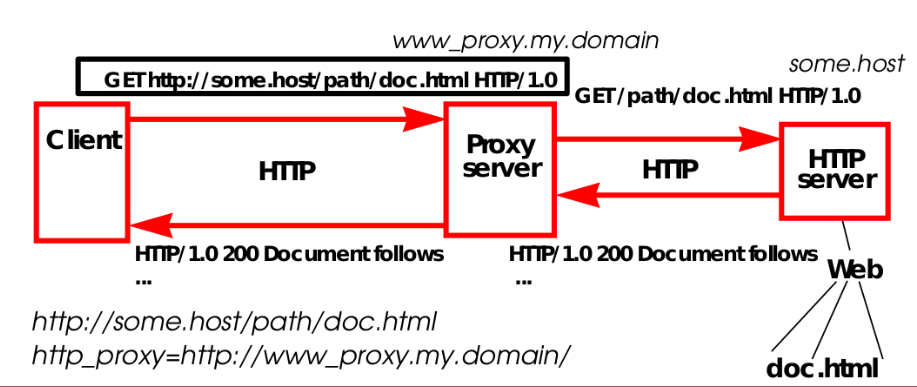 www_proxy.my.domain
some.host
GET http://some.host/path/doc.html HTTP/1.0
GET /path/doc.html HTTP/1.0
Client
Proxy
server
HTTP
server
HTTP
HTTP
HTTP/1.0 200 Document follows
...
HTTP/1.0 200 Document follows
...
Web
http://some.host/path/doc.html
http_proxy=http://www_proxy.my.domain/
doc.html